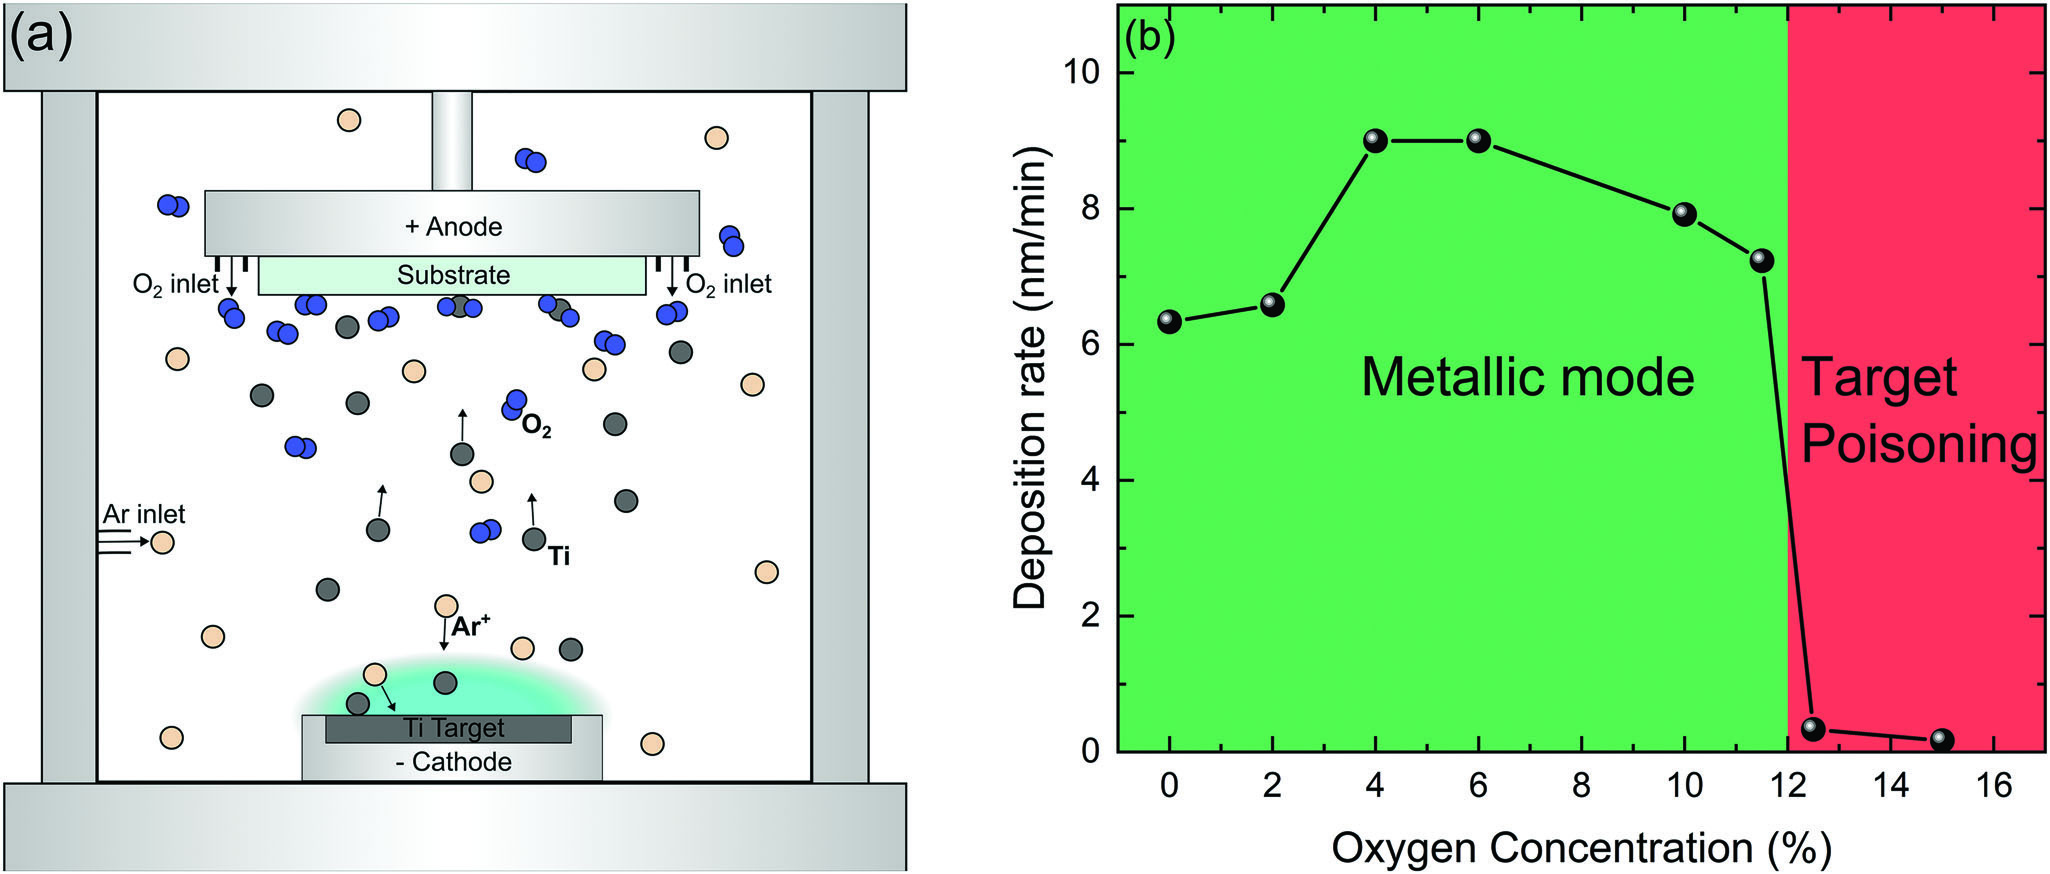 (a)
+ Anode
Substrate
O₂ inlet
O₂ inlet
O₂
Ar inlet
Ti
Ar⁺
Ti Target
- Cathode
(b)
Deposition rate (nm/min)
10
8
6
4
2
0
Metallic mode
Target
Poisoning
0 2 4 6 8 10 12 14 16
Oxygen Concentration (%)